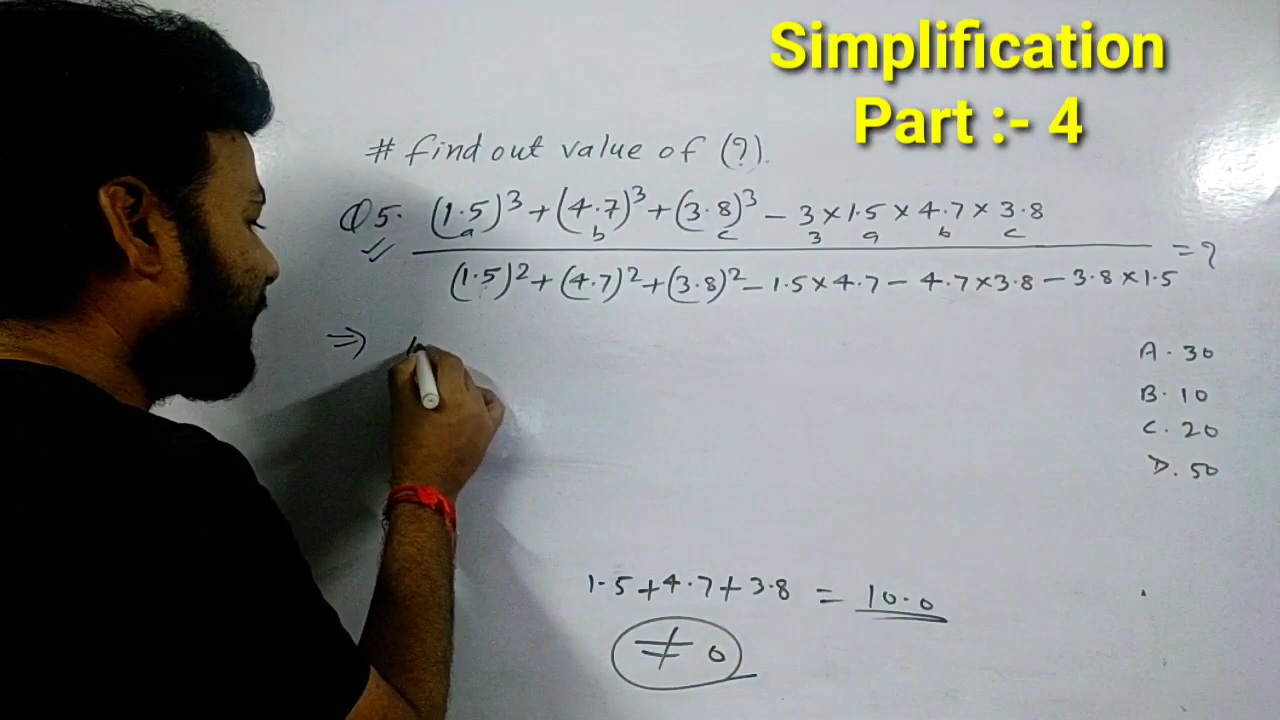 Simplification
Part :- 4
# find out value of (?).
Q5. (1.5)³ + (4.7)³ + (3.8)³ - 3 × 1.5 × 4.7 × 3.8
a b c 3 a b c
= ?
(1.5)² + (4.7)² + (3.8)² - 1.5 × 4.7 - 4.7 × 3.8 - 3.8 × 1.5
⇒
A. 30
B. 10
C. 20
D. 50
1.5 + 4.7 + 3.8 = 10.0
≠ 0